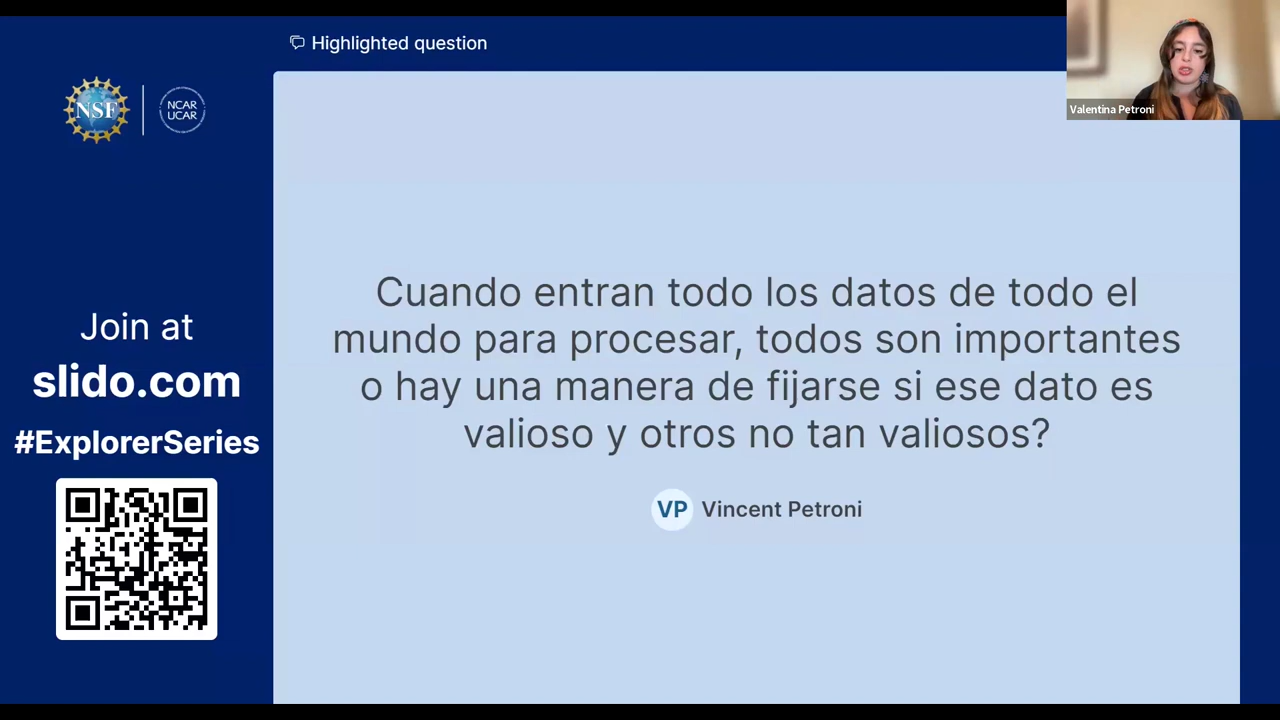 Highlighted question
NSF
NCAR
UCAR
Valentina Petroni
Join at
slido.com
#ExplorerSeries
Cuando entran todo los datos de todo el
mundo para procesar, todos son importantes
o hay una manera de fijarse si ese dato es
valioso y otros no tan valiosos?
VP Vincent Petroni